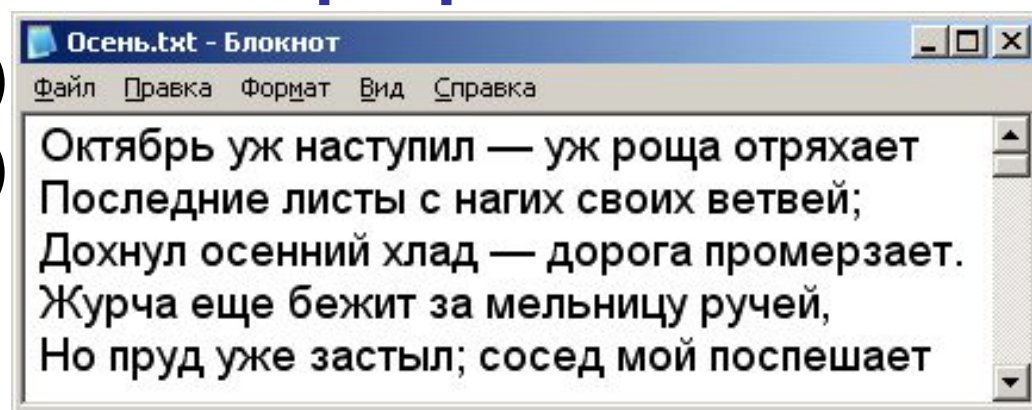 Осень.txt - Блокнот
Файл Правка Формат Вид Справка
Октябрь уж наступил — уж роща отряхает
Последние листы с нагих своих ветвей;
Дохнул осенний хлад — дорога промерзает.
Журча еще бежит за мельницу ручей,
Но пруд уже застыл; сосед мой поспешает